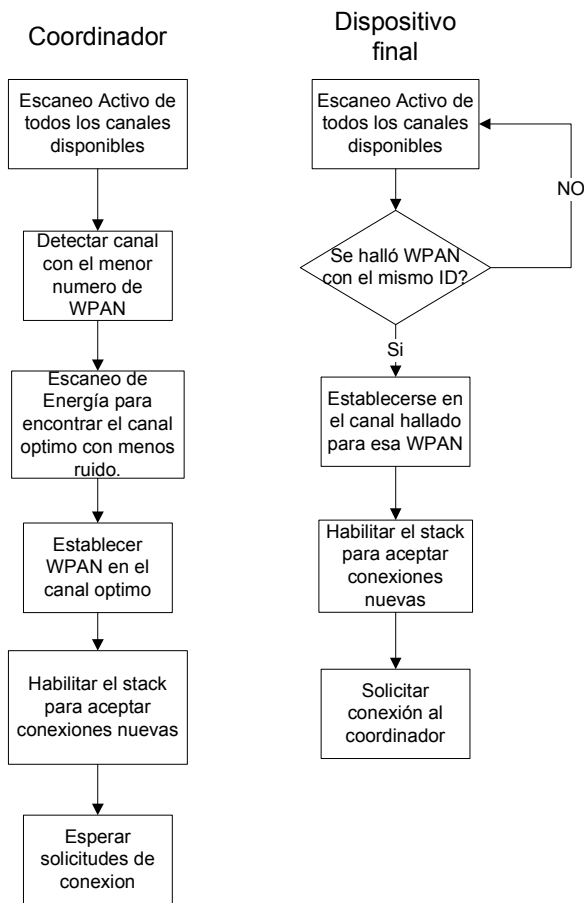 Coordinador
Escaneo Activo de
todos los canales
disponibles
Detectar canal
con el menor
numero de
WPAN
Escaneo de
Energía para
encontrar el canal
optimo con menos
ruido.
Establecer
WPAN en el
canal optimo
Habilitar el stack
para aceptar
conexiones nuevas
Esperar
solicitudes de
conexion
Dispositivo
final
Escaneo Activo de
todos los canales
disponibles
NO
Se halló WPAN
con el mismo ID?
Si
Establecerse en
el canal hallado
para esa WPAN
Habilitar el stack
para aceptar
conexiones
nuevas
Solicitar
conexión al
coordinador